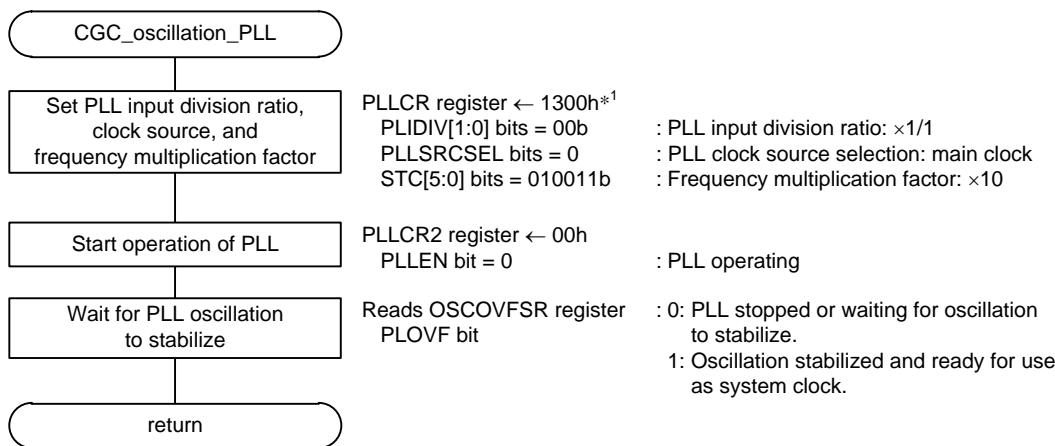 CGC_oscillation_PLL
Set PLL input division ratio,
clock source, and
frequency multiplication factor
PLLCR register ← 1300h*1
PLIDIV[1:0] bits = 00b : PLL input division ratio: ×1/1
PLLSRCSEL bits = 0 : PLL clock source selection: main clock
STC[5:0] bits = 010011b : Frequency multiplication factor: ×10
Start operation of PLL
PLLCR2 register ← 00h
PLLEN bit = 0 : PLL operating
Wait for PLL oscillation
to stabilize
Reads OSCOVFSR register : 0: PLL stopped or waiting for oscillation
PLOVF bit to stabilize.
1: Oscillation stabilized and ready for use
as system clock.
return